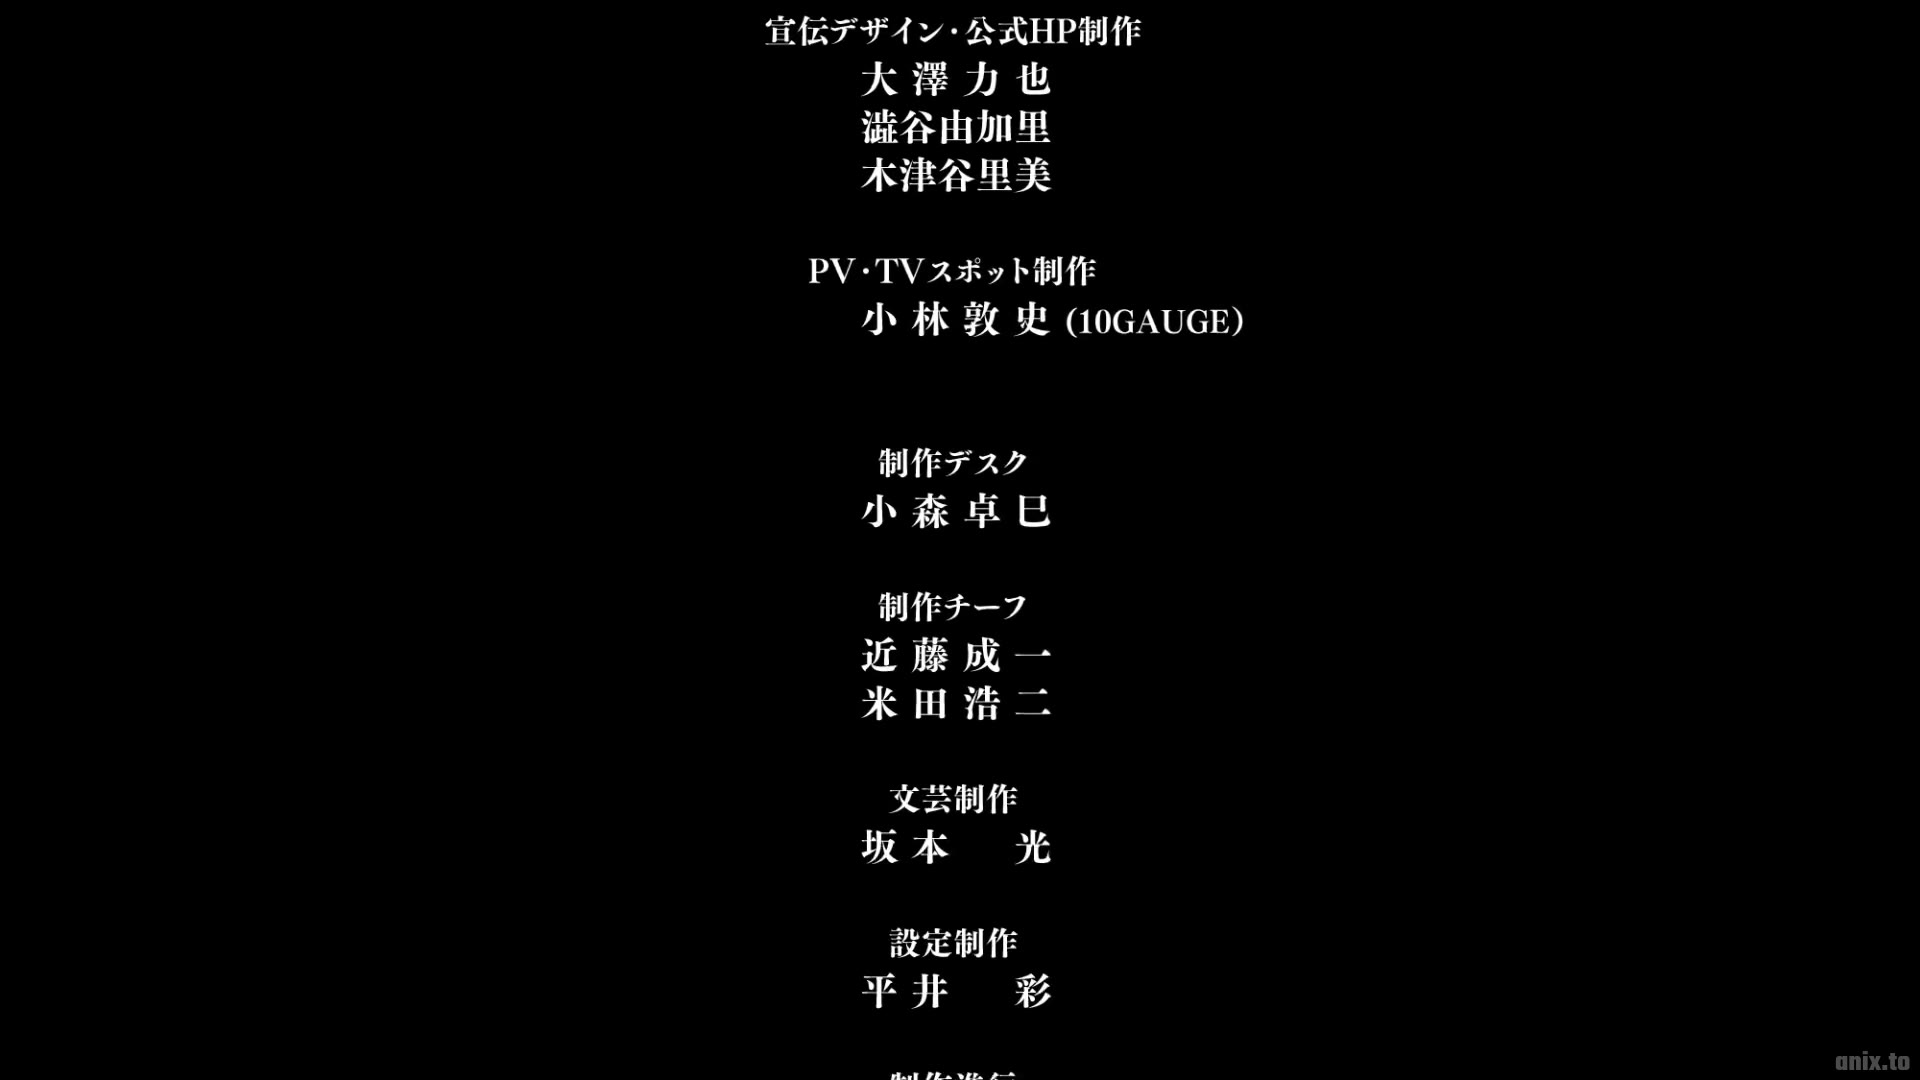 宣伝デザイン・公式HP制作
大澤力也
澁谷由加里
木津谷里美
PV・TVスポット制作
小林敦史(10GAUGE)
制作デスク
小森卓巳
制作チーフ
近藤成一
米田浩二
文芸制作
坂本 光
設定制作
平井 彩
制作進行
anix.to